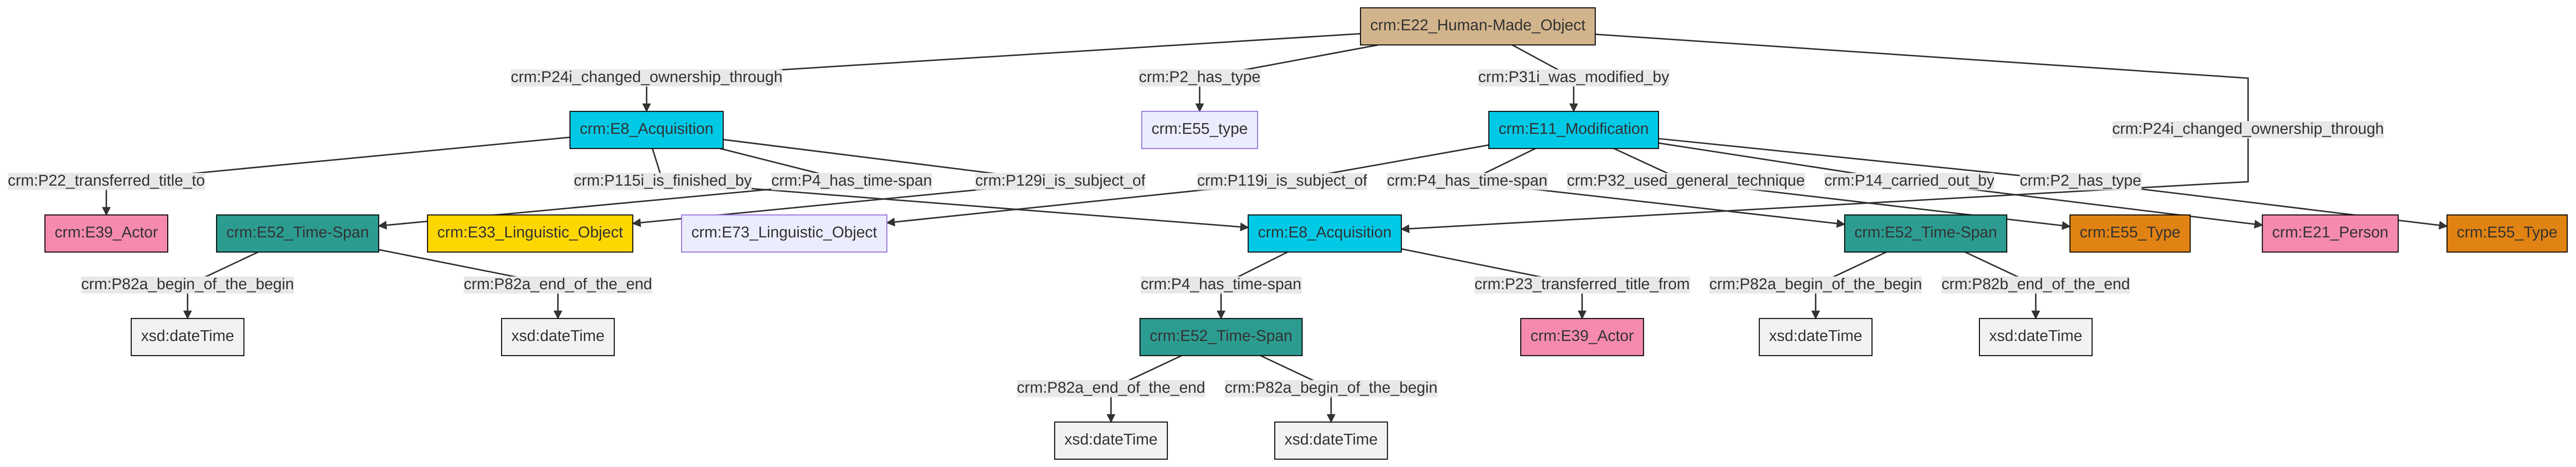 crm:E22_Human-Made_Object
crm:P24i_changed_ownership_through
crm:P2_has_type
crm:P31i_was_modified_by
crm:E8_Acquisition
crm:E55_type
crm:E11_Modification
crm:P24i_changed_ownership_through
crm:P22_transferred_title_to
crm:P115i_is_finished_by
crm:P4_has_time-span
crm:P129i_is_subject_of
crm:P119i_is_subject_of
crm:P4_has_time-span
crm:P32_used_general_technique
crm:P14_carried_out_by
crm:P2_has_type
crm:E39_Actor
crm:E52_Time-Span
crm:E33_Linguistic_Object
crm:E73_Linguistic_Object
crm:E8_Acquisition
crm:E52_Time-Span
crm:E55_Type
crm:E21_Person
crm:E55_Type
crm:P82a_begin_of_the_begin
crm:P82a_end_of_the_end
crm:P4_has_time-span
crm:P23_transferred_title_from
crm:P82a_begin_of_the_begin
crm:P82b_end_of_the_end
xsd:dateTime
xsd:dateTime
crm:E52_Time-Span
crm:E39_Actor
xsd:dateTime
xsd:dateTime
crm:P82a_end_of_the_end
crm:P82a_begin_of_the_begin
xsd:dateTime
xsd:dateTime